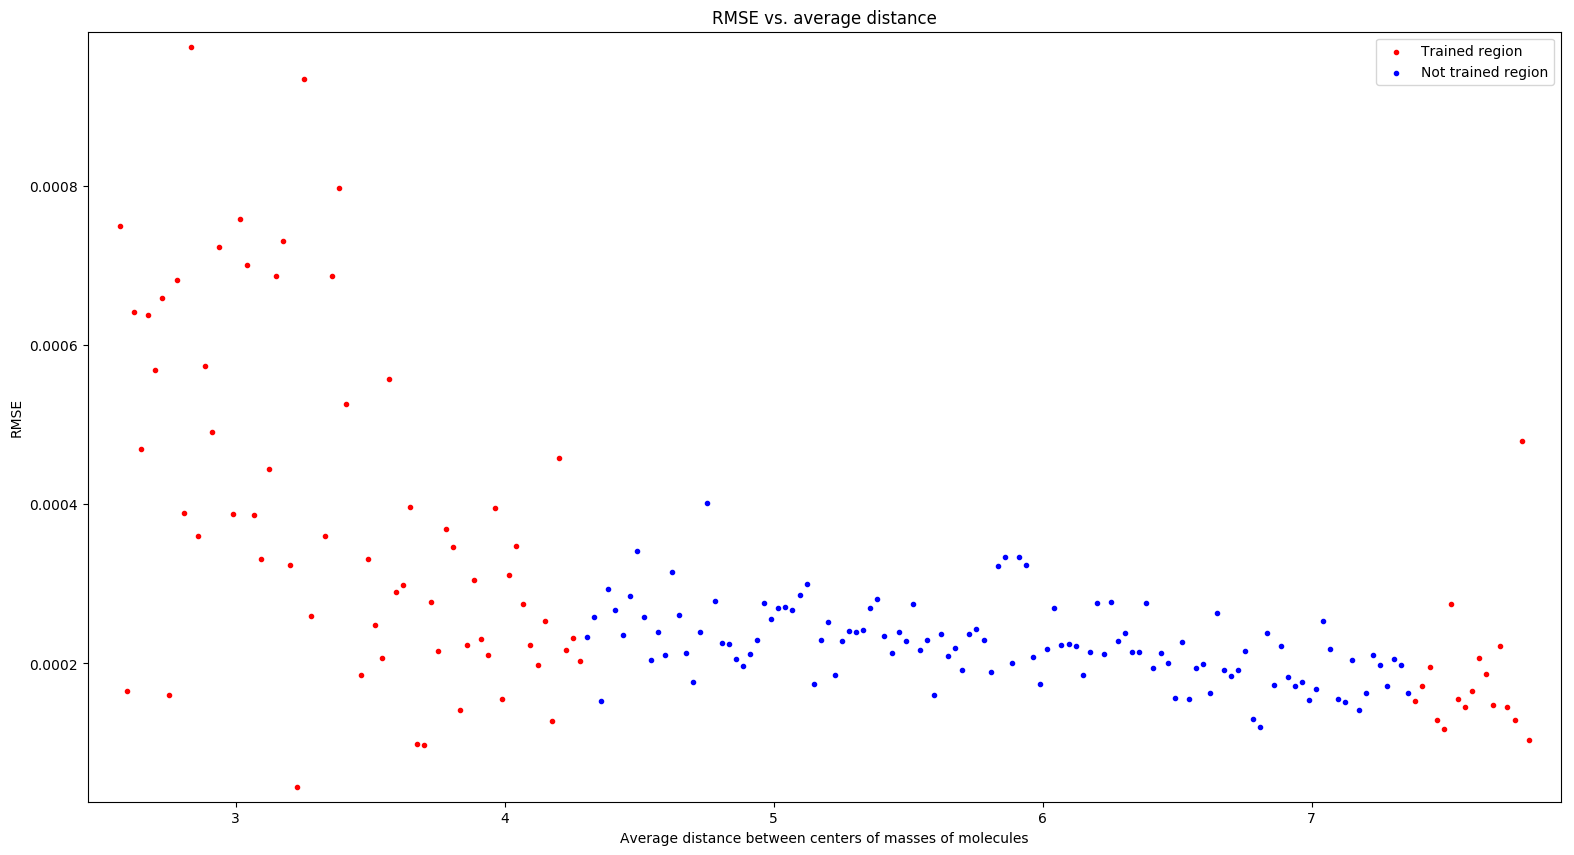 RMSE vs. average distance
Trained region
Not trained region
RMSE
0.0008
0.0006
0.0004
0.0002
3 4 5 6 7
Average distance between centers of masses of molecules